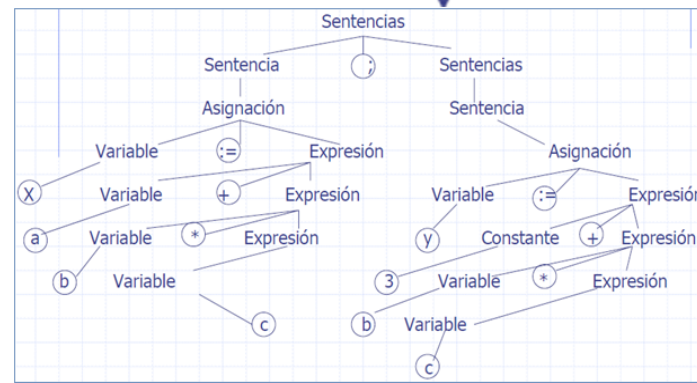 Sentencias
Sentencia ; Sentencias
Asignación Sentencia
Variable := Expresión Asignación
X Variable + Expresión Variable := Expresión
a Variable * Expresión y Constante + Expresión
b Variable 3 Variable * Expresión
c b Variable
c